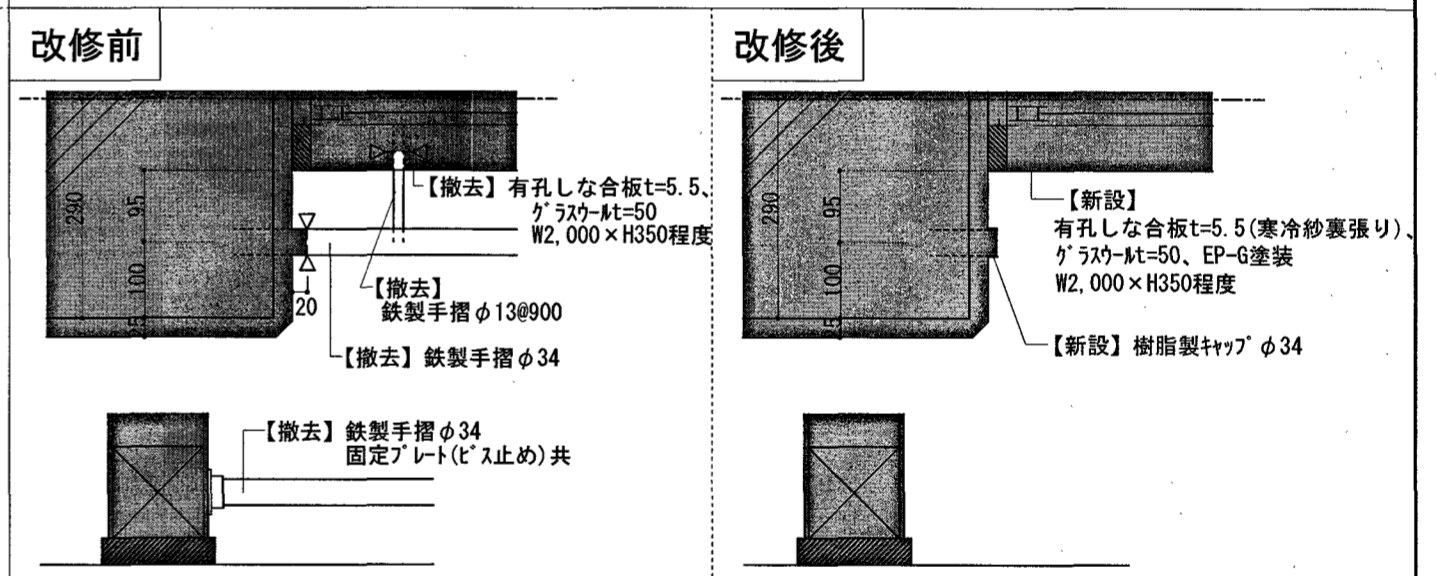 改修前
290
95
100
20
【撤去】有孔しな合板t=5.5、
グラスウールt=50
W2,000×H350程度
【撤去】
鉄製手摺φ13@900
【撤去】鉄製手摺φ34
【撤去】鉄製手摺φ34
固定プレート(ビス止め)共
改修後
290
95
100
【新設】
有孔しな合板t=5.5(寒冷紗裏張り)、
グラスウールt=50、EP-G塗装
W2,000×H350程度
【新設】樹脂製キャップφ34